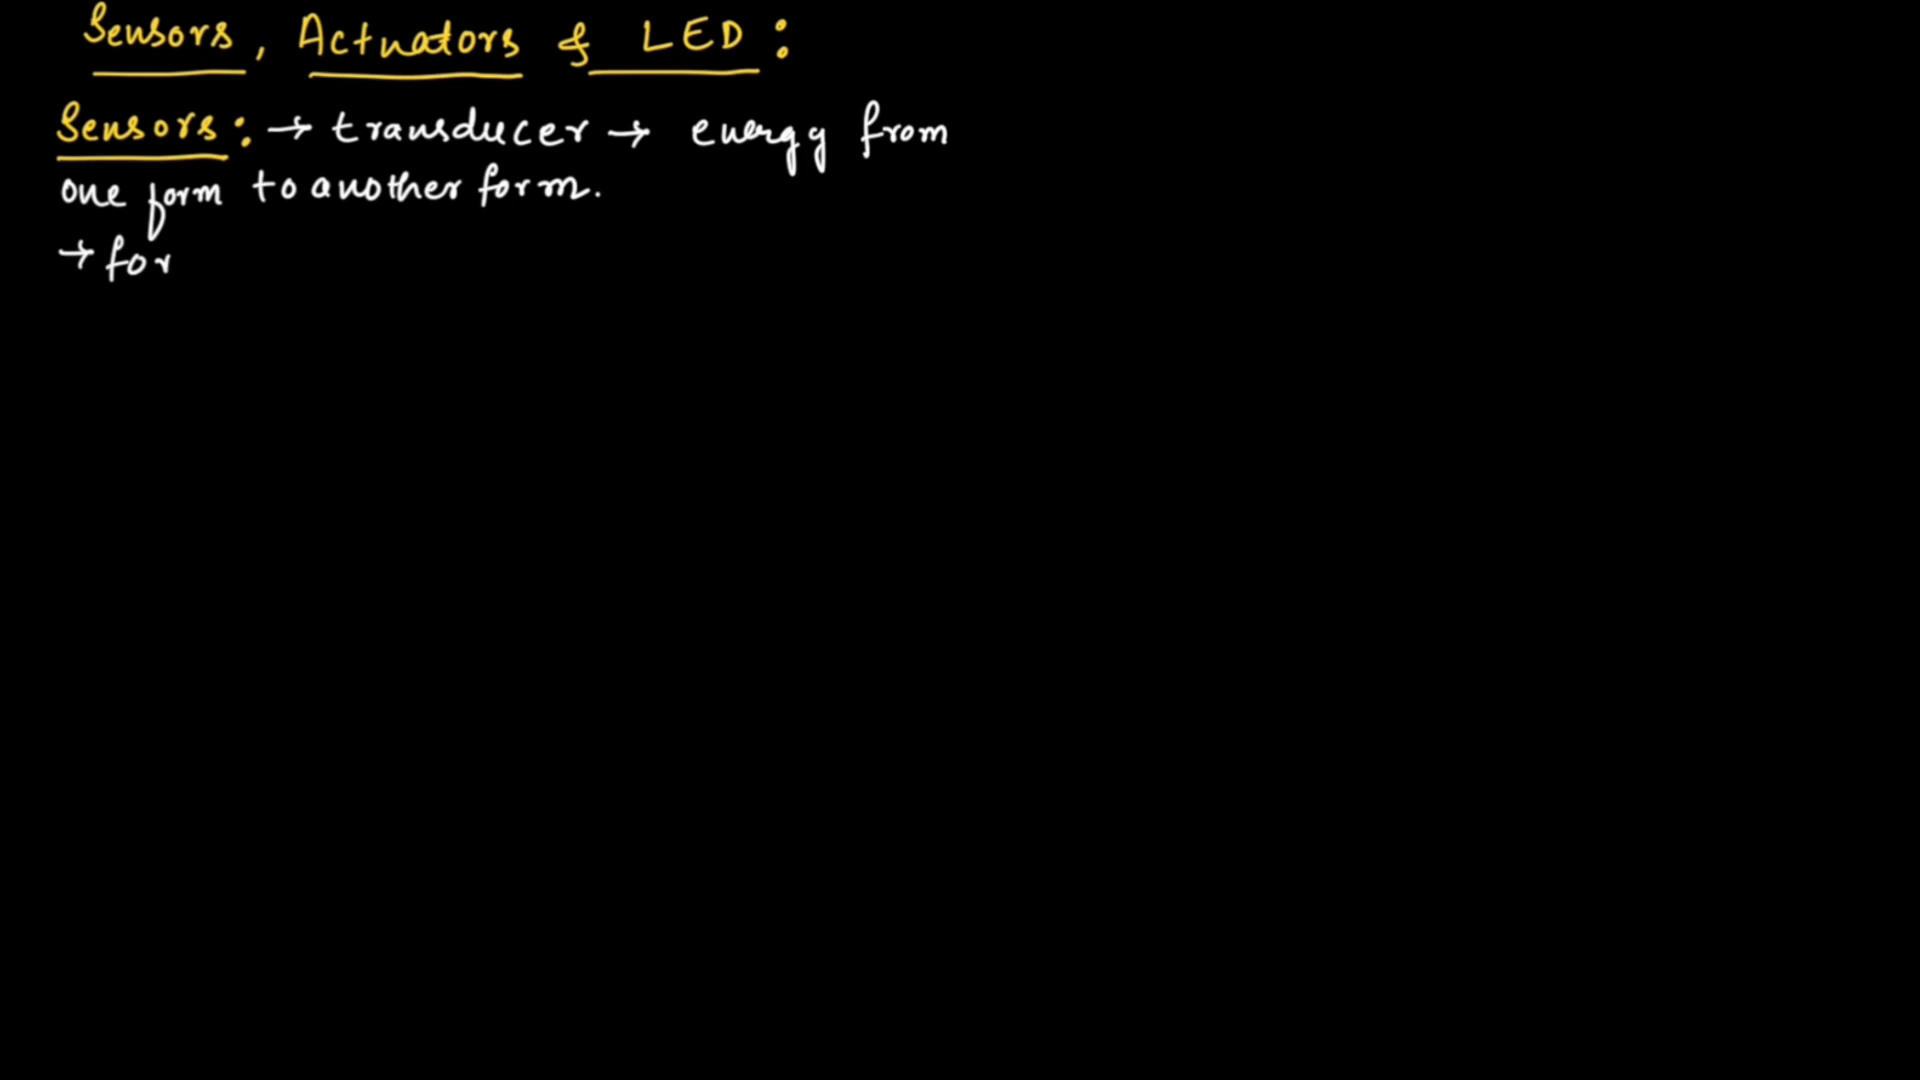 Sensors, Actuators & LED :
Sensors : → transducer → energy from
one form to another form.
→ for